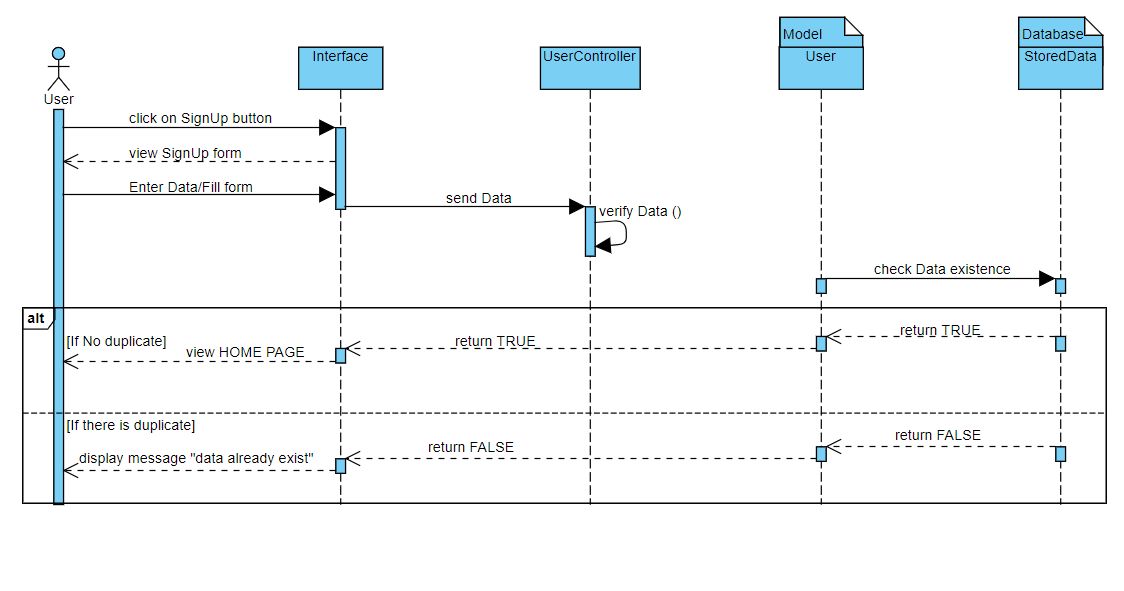 Model
Database
Interface
UserController
User
StoredData
User
click on SignUp button
view SignUp form
Enter Data/Fill form
send Data
verify Data ()
check Data existence
alt
return TRUE
[If No duplicate]
return TRUE
view HOME PAGE
[If there is duplicate]
return FALSE
return FALSE
display message "data already exist"